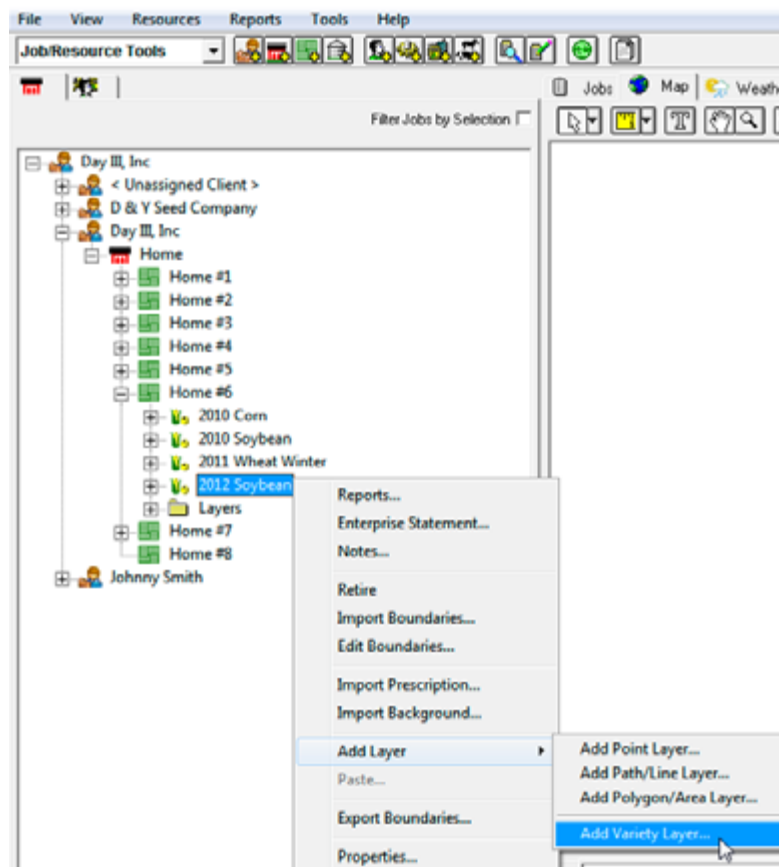 File View Resources Reports Tools Help
Job/Resource Tools
Jobs Map Weath
Filter Jobs by Selection
Day III, Inc
< Unassigned Client >
D & Y Seed Company
Day III, Inc
Home
Home #1
Home #2
Home #3
Home #4
Home #5
Home #6
2010 Corn
2010 Soybean
2011 Wheat Winter
2012 Soybean
Layers
Home #7
Home #8
Johnny Smith
Reports...
Enterprise Statement...
Notes...
Retire
Import Boundaries...
Edit Boundaries...
Import Prescription...
Import Background...
Add Layer
Paste...
Export Boundaries...
Properties...
Add Point Layer...
Add Path/Line Layer...
Add Polygon/Area Layer...
Add Variety Layer...